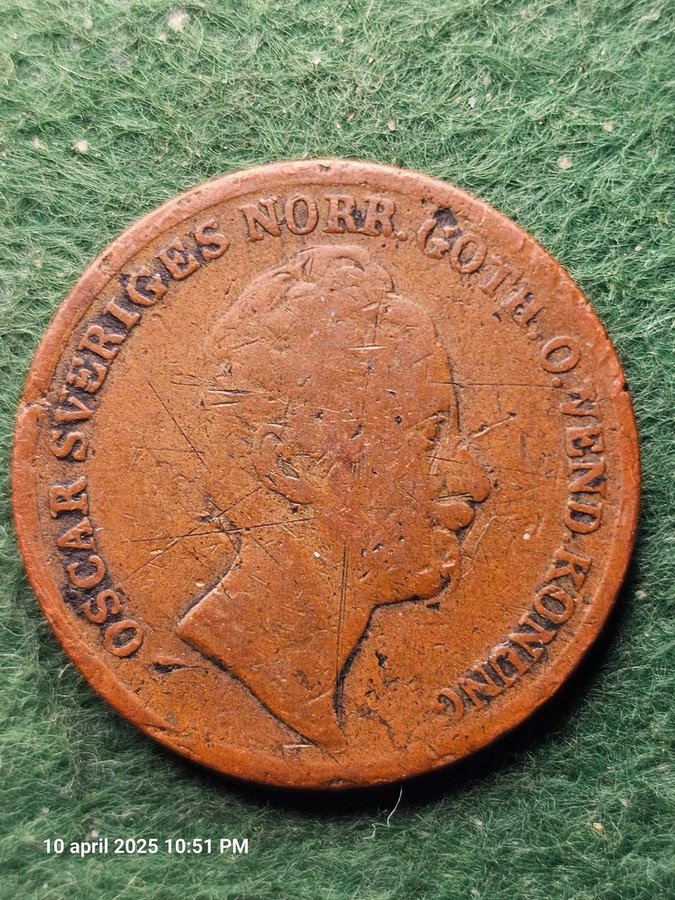 OSCAR SVERIGES NORR. GOTH. O. VEND. KONUNG
10 april 2025 10:51 PM